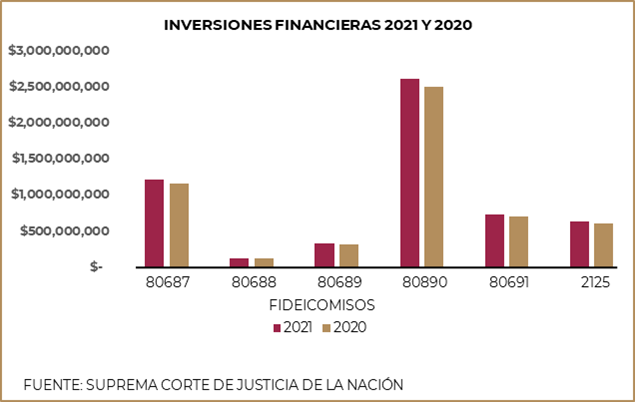 INVERSIONES FINANCIERAS 2021 Y 2020
$3,000,000,000
$2,500,000,000
$2,000,000,000
$1,500,000,000
$1,000,000,000
$500,000,000
$-
80687 80688 80689 80890 80691 2125
FIDEICOMISOS
2021 2020
FUENTE: SUPREMA CORTE DE JUSTICIA DE LA NACIÓN